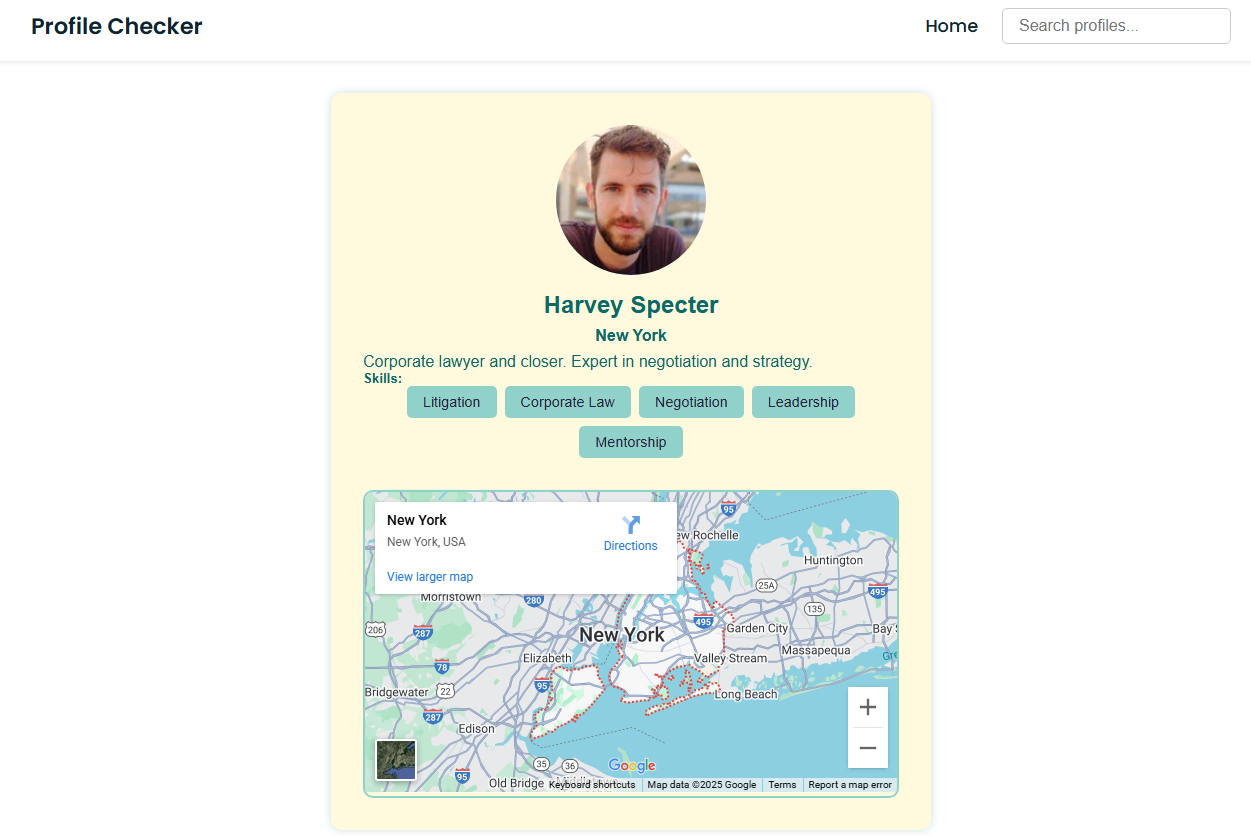 Profile Checker
Home
Search profiles...
Harvey Specter
New York
Corporate lawyer and closer. Expert in negotiation and strategy.
Skills:
Litigation Corporate Law Negotiation Leadership
Mentorship
New York
New York, USA
Directions
View larger map
95
ew Rochelle
Huntington
25A
495
Morristown
280
135
206
287
495
Garden City
Bay S
New York
Massapequa
Gre
Elizabeth
Valley Stream
78
95
Bridgewater
22
Long Beach
287
Edison
35
36
Google
95
Old Bridge
Middletown
Keyboard shortcuts
Map data ©2025 Google
Terms
Report a map error